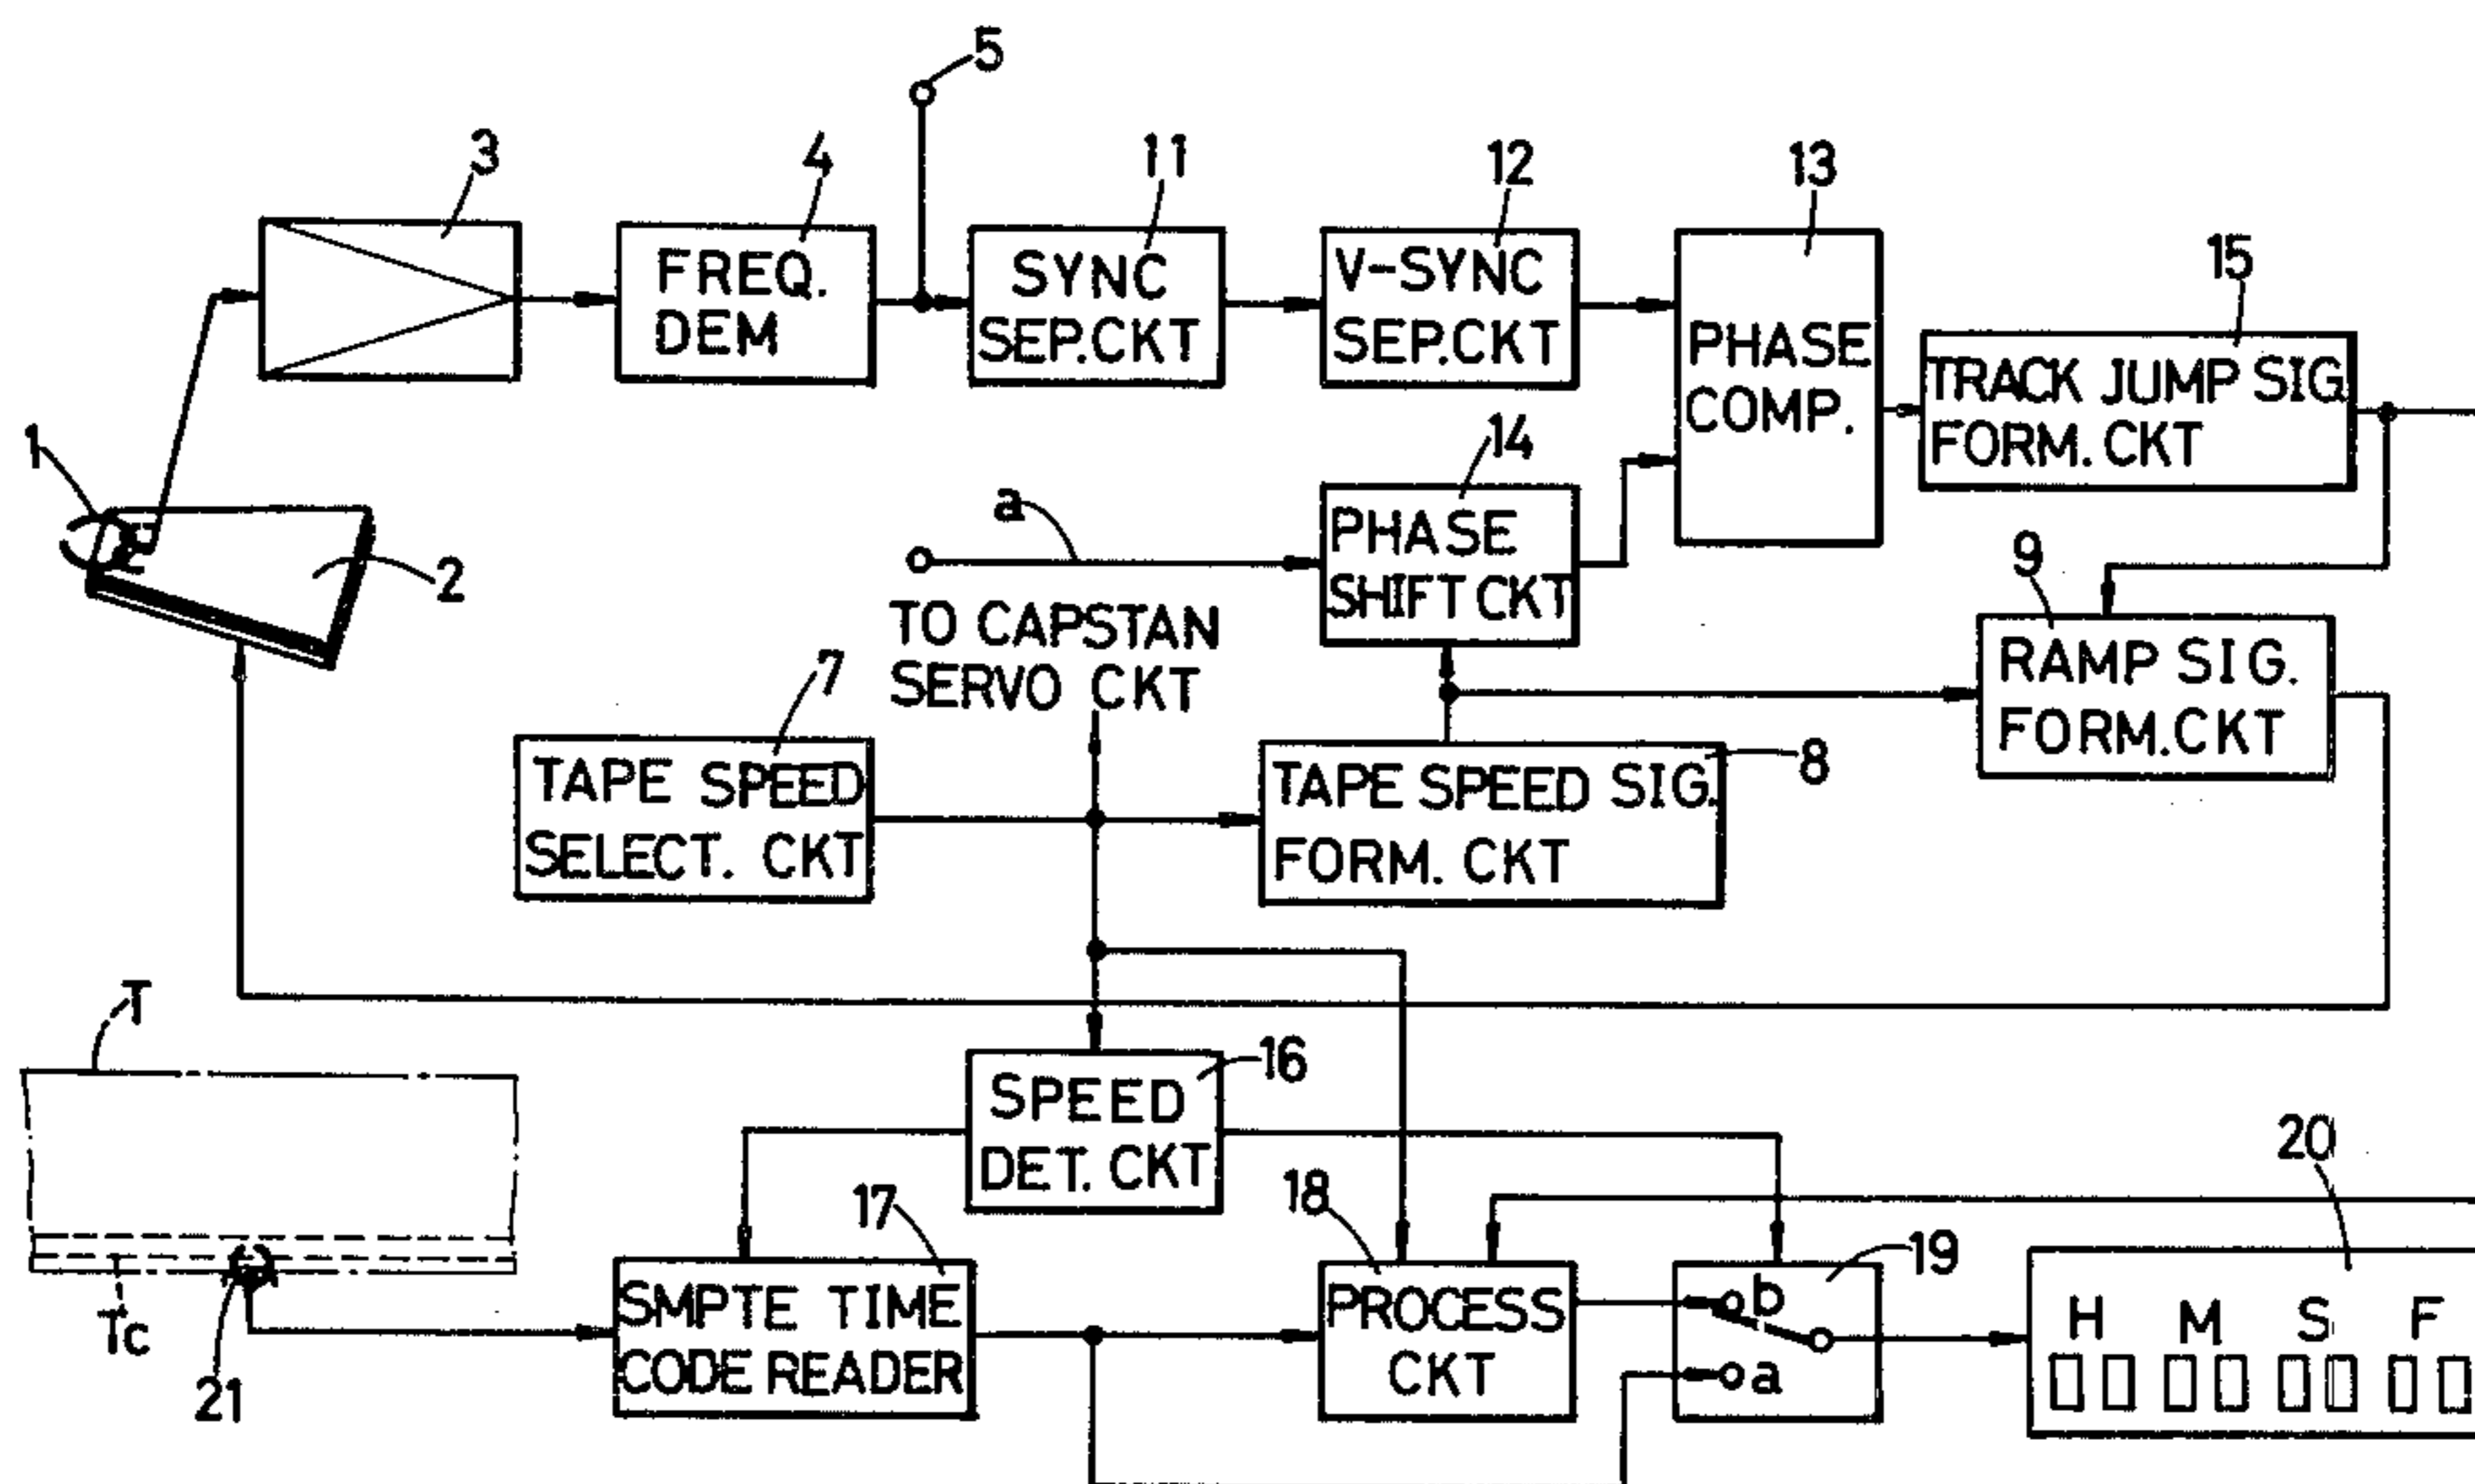 5
3
4
11
12
13
15
FREQ.
DEM
SYNC
SEP.CKT
V-SYNC
SEP.CKT
PHASE
COMP.
TRACK JUMP SIG.
FORM. CKT
1
2
a
14
PHASE
SHIFT CKT
9
RAMP SIG.
FORM.CKT
TO CAPSTAN
SERVO CKT
7
TAPE SPEED
SELECT. CKT
8
TAPE SPEED SIG.
FORM. CKT
T
16
SPEED
DET. CKT
17
18
19
20
Tc
21
SMPTE TIME
CODE READER
PROCESS
CKT
b
a
H M S F